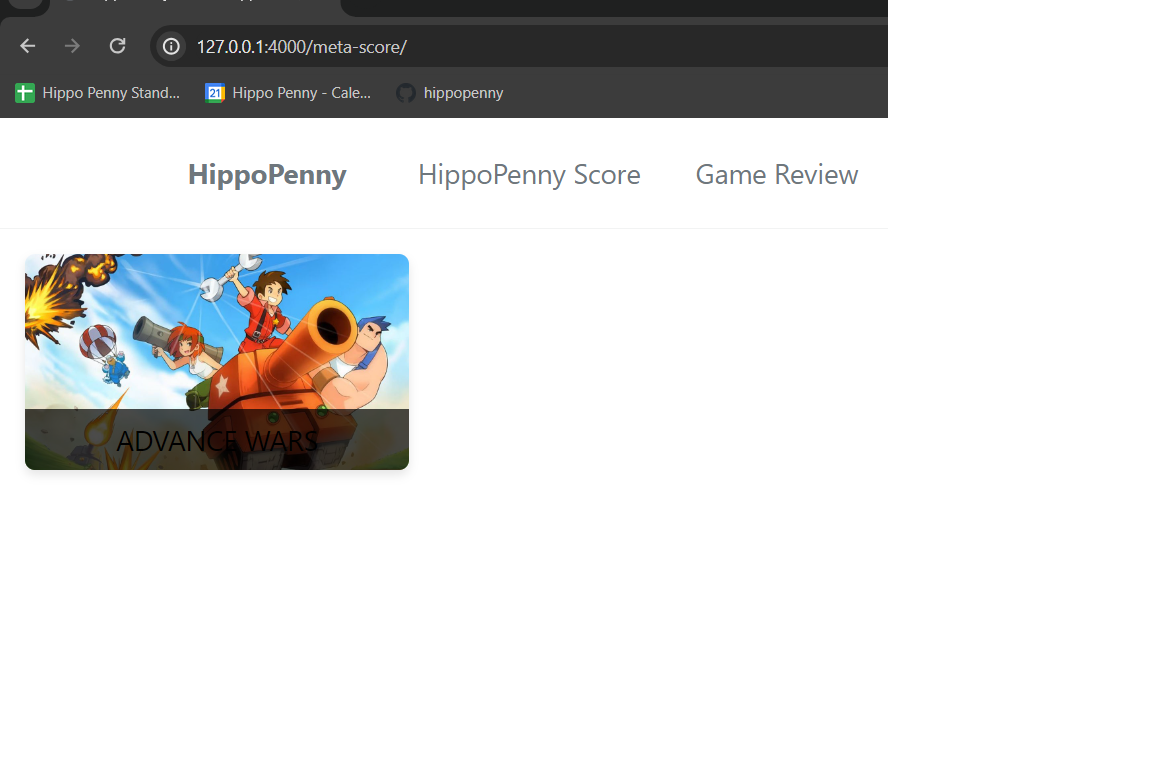 127.0.0.1:4000/meta-score/
Hippo Penny Stand...
21
Hippo Penny - Cale...
hippopenny
HippoPenny
HippoPenny Score
Game Review
ADVANCE WARS